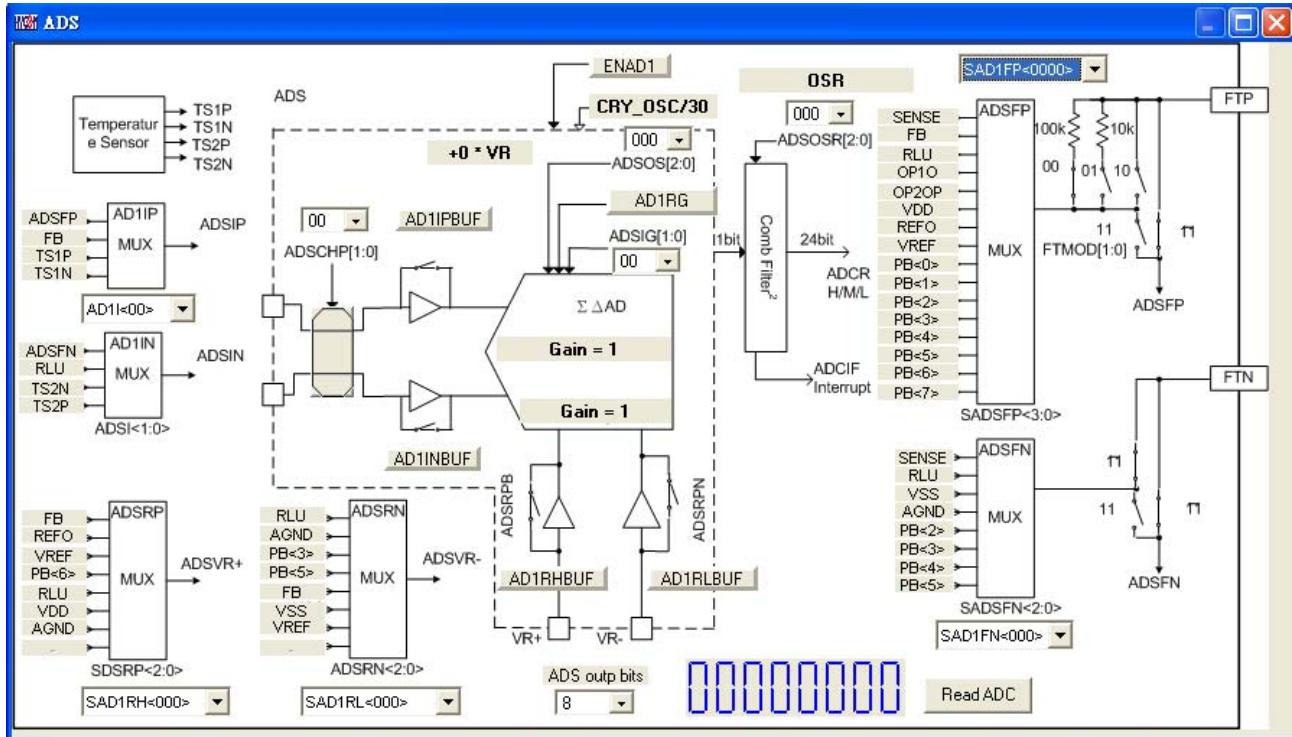 ADS
ENAD1
OSR
SAD1FP<0000>
FTP
Temperatur
e Sensor
TS1P
TS1N
TS2P
TS2N
ADS
CRY_OSC/30
000
+0 * VR
ADSOS[2:0]
000
ADSOSR[2:0]
SENSE
FB
RLU
OP1O
OP2OP
VDD
REFO
VREF
PB<0>
PB<1>
PB<2>
PB<3>
PB<4>
PB<5>
PB<6>
PB<7>
ADSFP
MUX
SADSFP<3:0>
100k
10k
00
01
10
11
FTMOD[1:0]
ADSFP
ADSFP
FB
TS1P
TS1N
AD1IP
MUX
ADSIP
AD1I<00>
00
ADSCHP[1:0]
AD1IPBUF
AD1RG
ADSIG[1:0]
00
1bit
Comb Filter2
24bit
ADCR
H/M/L
ADCIF
Interrupt
Σ ΔAD
Gain = 1
Gain = 1
ADSFN
RLU
TS2N
TS2P
AD1IN
MUX
ADSIN
ADSI<1:0>
AD1INBUF
FTN
SENSE
RLU
VSS
AGND
PB<2>
PB<3>
PB<4>
PB<5>
ADSFN
MUX
SADSFN<2:0>
SAD1FN<000>
11
ADSFN
FB
REFO
VREF
PB<6>
RLU
VDD
AGND
ADSRP
MUX
ADSVR+
SDSRP<2:0>
SAD1RH<000>
RLU
AGND
PB<3>
PB<5>
FB
VSS
VREF
ADSRN
MUX
ADSVR-
ADSRN<2:0>
SAD1RL<000>
ADSRPB
ADSRPN
AD1RHBUF
AD1RLBUF
VR+
VR-
ADS outp bits
8
00000000
Read ADC